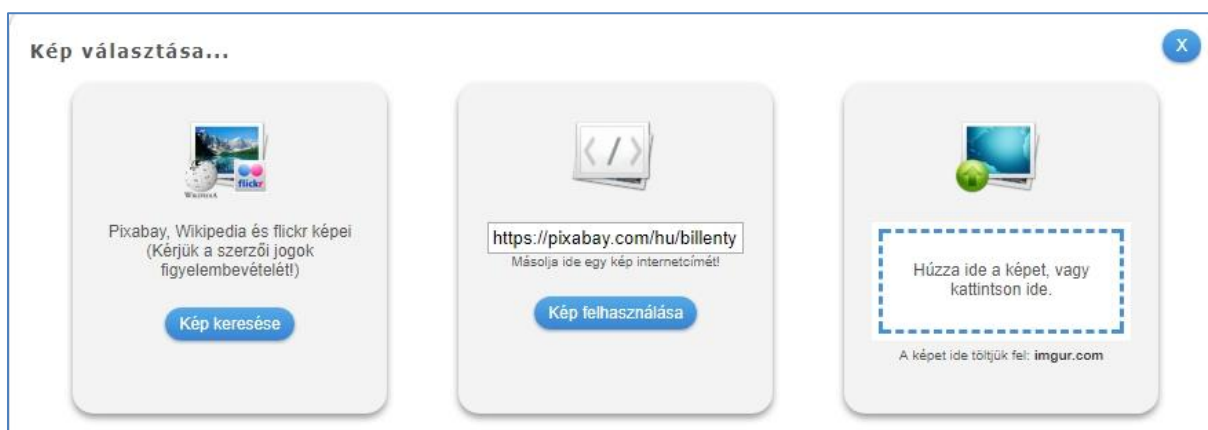 Kép választása...
X
WIKIPEDIA
flickr
Pixabay, Wikipedia és flickr képei
(Kérjük a szerzői jogok
figyelembevételét!)
Kép keresése
</>
https://pixabay.com/hu/billenty
Másolja ide egy kép internetcímét!
Kép felhasználása
Húzza ide a képet, vagy
kattintson ide.
A képet ide töltjük fel: imgur.com